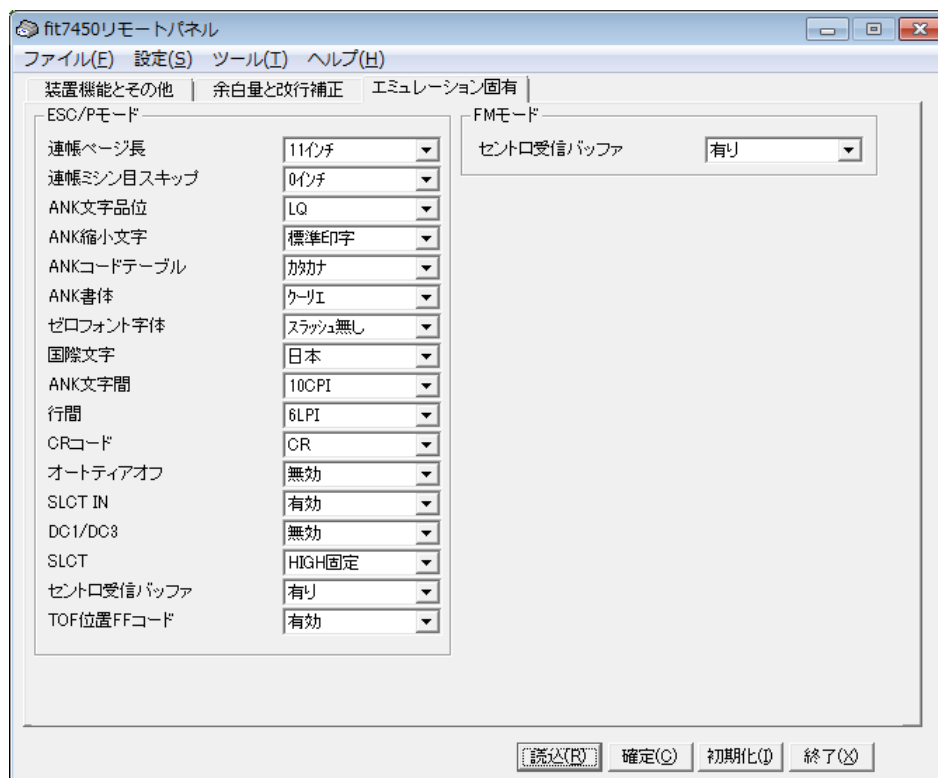 fit7450リモートパネル
ファイル(F) 設定(S) ツール(T) ヘルプ(H)
装置機能とその他 余白量と改行補正 エミュレーション固有
ESC/Pモード
連帳ページ長 11インチ
連帳ミシン目スキップ 0インチ
ANK文字品位 LQ
ANK縮小文字 標準印字
ANKコードテーブル カタカナ
ANK書体 クーリエ
ゼロフォント字体 スラッシュ無し
国際文字 日本
ANK文字間 10CPI
行間 6LPI
CRコード CR
オートティアオフ 無効
SLCT IN 有効
DC1/DC3 無効
SLCT HIGH固定
セントロ受信バッファ 有り
TOF位置FFコード 有効
FMモード
セントロ受信バッファ 有り
読込(R) 確定(C) 初期化(I) 終了(X)